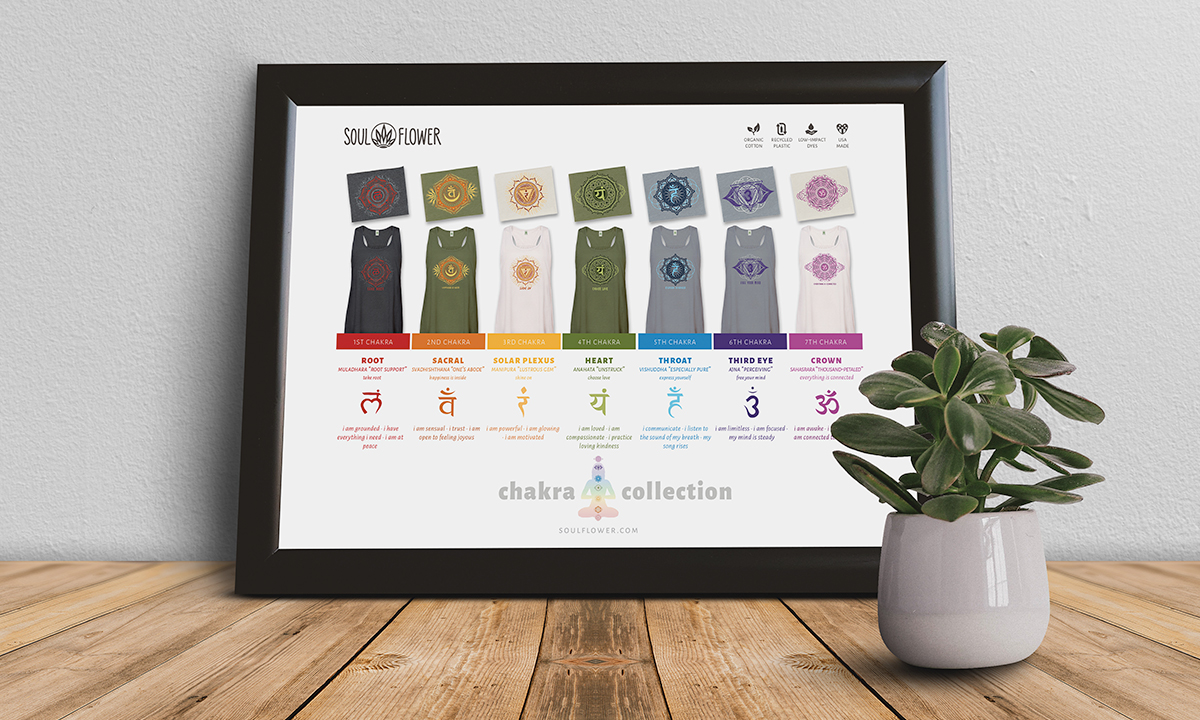 SOUL FLOWER
ORGANIC COTTON
RECYCLED PLASTIC
LOW-IMPACT DYES
USA MADE
1ST CHAKRA
ROOT
MULADHARA "ROOT SUPPORT"
take root
लं
i am grounded · i have
everything i need · i am at
peace
2ND CHAKRA
SACRAL
SVADHISHTHANA "ONE'S ABODE"
happiness is inside
वँ
i am sensual · i trust · i am
open to feeling joyous
3RD CHAKRA
SOLAR PLEXUS
MANIPURA "LUSTROUS GEM"
shine on
रं
i am powerful · i am glowing
· i am motivated
4TH CHAKRA
HEART
ANAHATA "UNSTRUCK"
choose love
यं
i am loved · i am
compassionate · i practice
loving kindness
5TH CHAKRA
THROAT
VISHUDDHA "ESPECIALLY PURE"
express yourself
हँ
i communicate · i listen to
the sound of my breath · my
song rises
6TH CHAKRA
THIRD EYE
AJNA "PERCEIVING"
free your mind
i am limitless · i am focused ·
my mind is steady
7TH CHAKRA
CROWN
SAHASRARA "THOUSAND-PETALED"
everything is connected
ॐ
i am awake · i
am connected
chakra collection
SOULFLOWER.COM